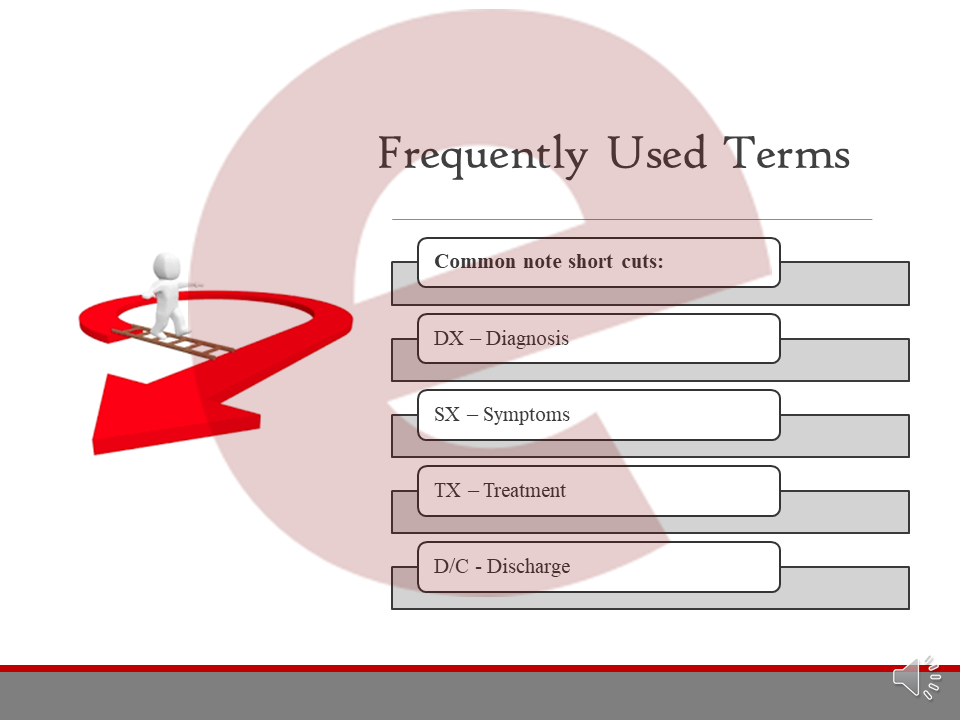 Frequently Used Terms
Common note short cuts:
DX – Diagnosis
SX – Symptoms
TX – Treatment
D/C - Discharge